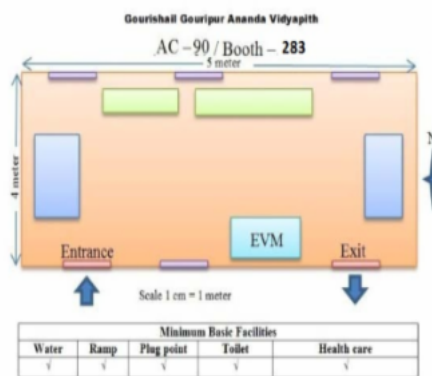 Gourishail Gouripur Ananda Vidyapith
AC –90 / Booth – 283
5 meter
4 meter
N
EVM
Entrance
Exit
Scale 1 cm = 1 meter
Minimum Basic Facilities
Water Ramp Plug point Toilet Health care
√ √ √ √ √